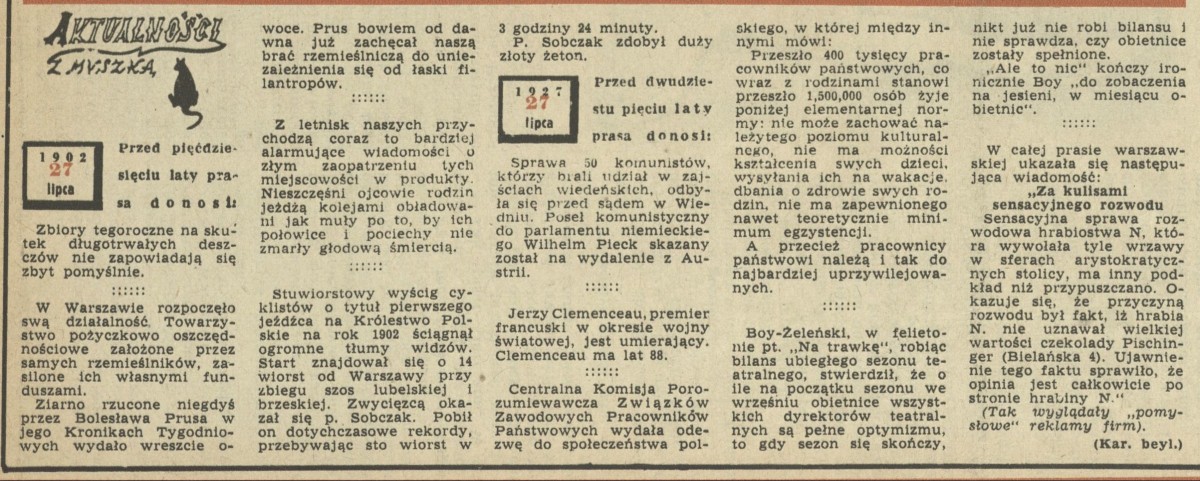 AKTUALNOŚCI
Z MYSZKĄ
1902
27
lipca
Przed pięćdzie-
sięciu laty pra-
sa donosi:
Zbiory tegoroczne na sku-
tek długotrwałych desz-
czów nie zapowiadają się
zbyt pomyślnie.
::::::
W Warszawie rozpoczęło
swą działalność Towarzy-
stwo pożyczkowo oszczęd-
nościowe założone przez
samych rzemieślników, za-
silone ich własnymi fun-
duszami.
Ziarno rzucone niegdyś
przez Bolesława Prusa w
jego Kronikach Tygodnio-
wych wydało wreszcie o-
woce. Prus bowiem od da-
wna już zachęcał naszą
brać rzemieślniczą do unie-
zależnienia się od łaski fi-
lantropów.
::::::
Z letnisk naszych przy-
chodzą coraz to bardziej
alarmujące wiadomości o
złym zaopatrzeniu tych
miejscowości w produkty.
Nieszczęśni ojcowie rodzin
jeżdżą kolejami obładowa-
ni jak muły po to, by ich
połowice i pociechy nie
zmarły głodową śmiercią.
::::::
Stuwiorstowy wyścig cy-
klistów o tytuł pierwszego
jeźdźca na Królestwo Pol-
skie na rok 1902 ściągnął
ogromne tłumy widzów.
Start znajdował się o 14
wiorst od Warszawy przy
zbiegu szos lubelskiej i
brzeskiej. Zwycięzcą oka-
zał się p. Sobczak. Pobił
on dotychczasowe rekordy,
przebywając sto wiorst w
3 godziny 24 minuty.
P. Sobczak zdobył duży
złoty żeton.
1927
27
lipca
Przed dwudzie-
stu pięciu laty
prasa donosi:
Sprawa 50 komunistów,
którzy brali udział w zaj-
ściach wiedeńskich, odby-
ła się przed sądem w Wie-
dniu. Poseł komunistyczny
do parlamentu niemieckie-
go Wilhelm Pieck skazany
został na wydalenie z Au-
strii.
::::::
Jerzy Clemenceau, premier
francuski w okresie wojny
światowej, jest umierający.
Clemenceau ma lat 88.
::::::
Centralna Komisja Poro-
zumiewawcza Związków
Zawodowych Pracowników
Państwowych wydała ode-
zwę do społeczeństwa pol-
skiego, w której między in-
nymi mówi:
Przeszło 400 tysięcy pra-
cowników państwowych, co
wraz z rodzinami stanowi
przeszło 1,500,000 osób żyje
poniżej elementarnej nor-
my: nie może zachować na-
leżytego poziomu kultural-
nego, nie ma możności
kształcenia swych dzieci,
wysyłania ich na wakacje,
dbania o zdrowie swych ro-
dzin, nie ma zapewnionego
nawet teoretycznie mini-
mum egzystencji.
A przecież pracownicy
państwowi należą i tak do
najbardziej uprzywilejowa-
nych.
::::::
Boy-Żeleński, w felieto-
nie pt. „Na trawkę", robiąc
bilans ubiegłego sezonu te-
atralnego, stwierdził, że o
ile na początku sezonu we
wrześniu obietnice wszyst-
kich dyrektorów teatral-
nych są pełne optymizmu,
to gdy sezon się skończy,
nikt już nie robi bilansu i
nie sprawdza, czy obietnice
zostały spełnione.
„Ale to nic" kończy iro-
nicznie Boy „do zobaczenia
na jesieni, w miesiącu o-
bietnic".
::::::
W całej prasie warszaw-
skiej ukazała się następu-
jąca wiadomość:
„Za kulisami
sensacyjnego rozwodu
Sensacyjna sprawa roz-
wodowa hrabiostwa N, któ-
ra wywołała tyle wrzawy
w sferach arystokratycz-
nych stolicy, ma inny pod-
kład niż przypuszczano. O-
kazuje się, że przyczyną
rozwodu był fakt, iż hrabia
N. nie uznawał wielkiej
wartości czekolady Pischin-
ger (Bielańska 4). Ujawnie-
nie tego faktu sprawiło, że
opinia jest całkowicie po
stronie hrabiny N."
(Tak wyglądały „pomy-
słowe" reklamy firm).
(Kar. beyl.)